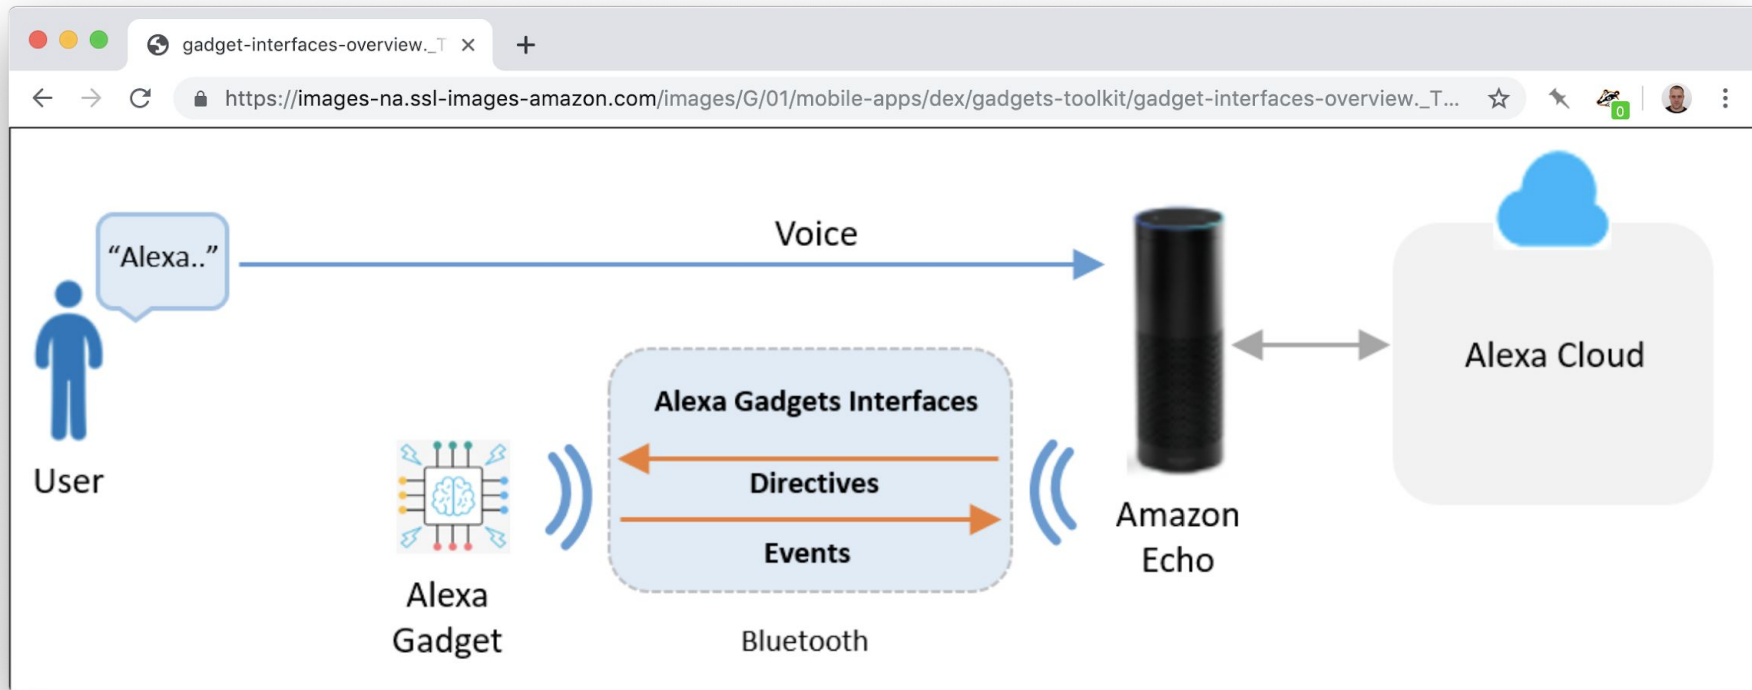 gadget-interfaces-overview._T
https://images-na.ssl-images-amazon.com/images/G/01/mobile-apps/dex/gadgets-toolkit/gadget-interfaces-overview._T...
0
“Alexa..”
Voice
User
Alexa Gadgets Interfaces
Directives
Events
Alexa
Gadget
Bluetooth
Amazon
Echo
Alexa Cloud